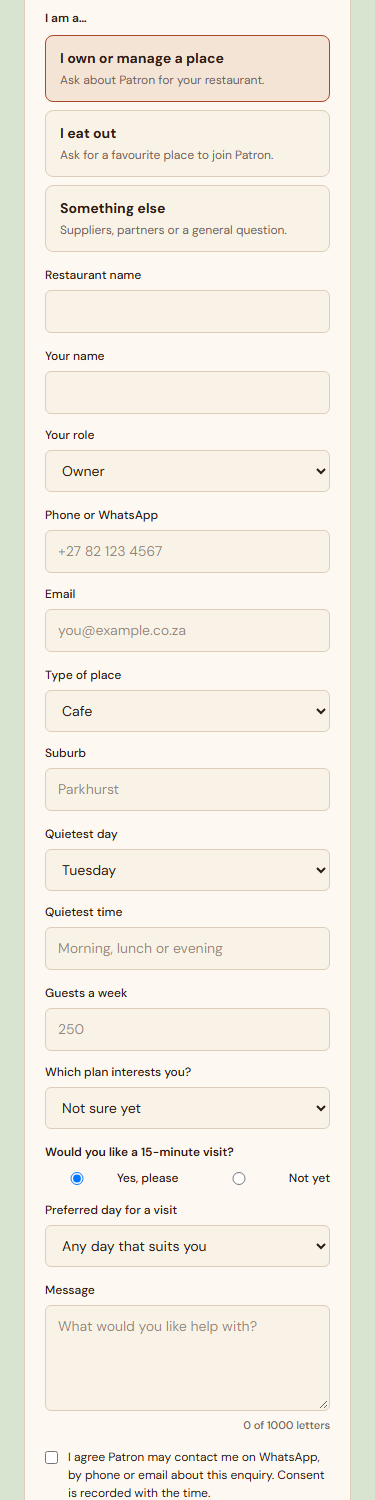 I am a...
I own or manage a place
Ask about Patron for your restaurant.
I eat out
Ask for a favourite place to join Patron.
Something else
Suppliers, partners or a general question.
Restaurant name
Your name
Your role
Owner
Phone or WhatsApp
+27 82 123 4567
Email
you@example.co.za
Type of place
Cafe
Suburb
Parkhurst
Quietest day
Tuesday
Quietest time
Morning, lunch or evening
Guests a week
250
Which plan interests you?
Not sure yet
Would you like a 15-minute visit?
Yes, please Not yet
Preferred day for a visit
Any day that suits you
Message
What would you like help with?
0 of 1000 letters
I agree Patron may contact me on WhatsApp,
by phone or email about this enquiry. Consent
is recorded with the time.